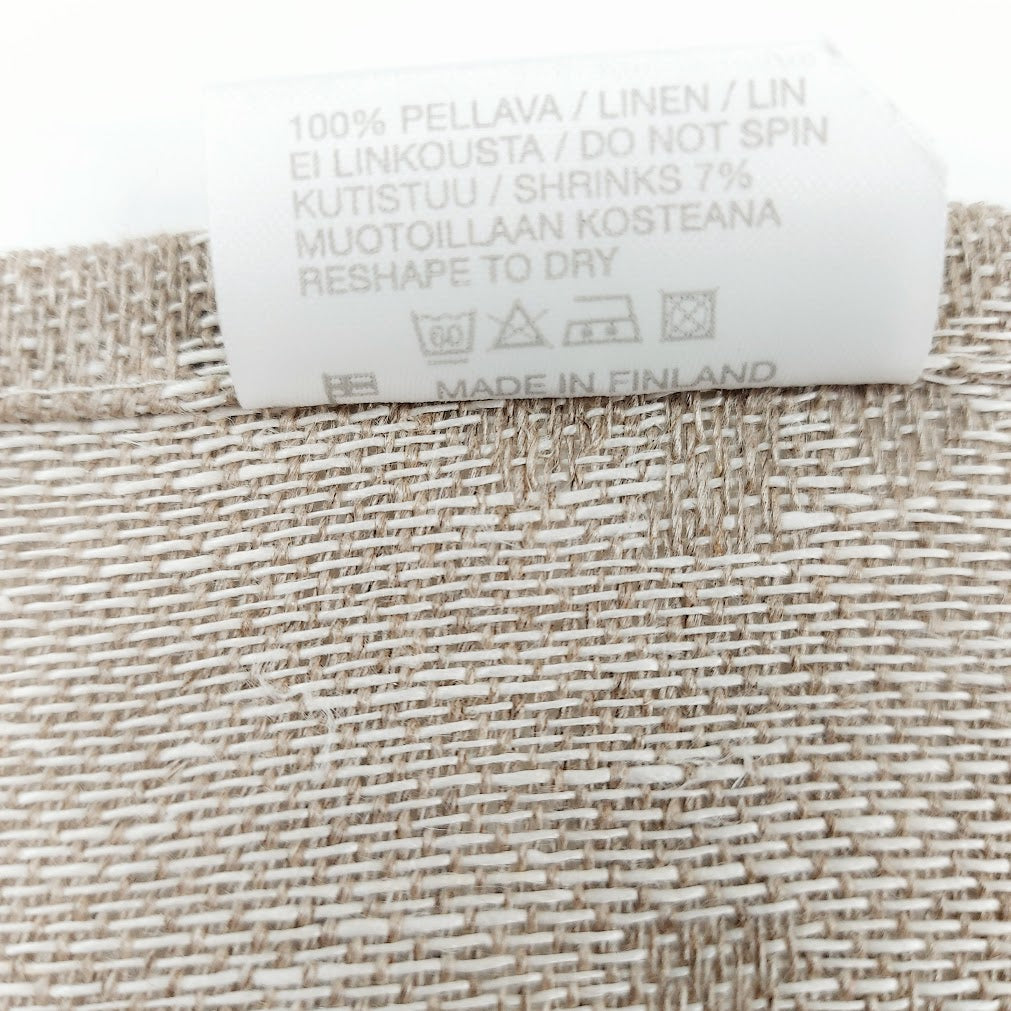 100% PELLAVA / LINEN / LIN
EI LINKOUSTA / DO NOT SPIN
KUTISTUU / SHRINKS 7%
MUOTOILLAAN KOSTEANA
RESHAPE TO DRY
60
MADE IN FINLAND